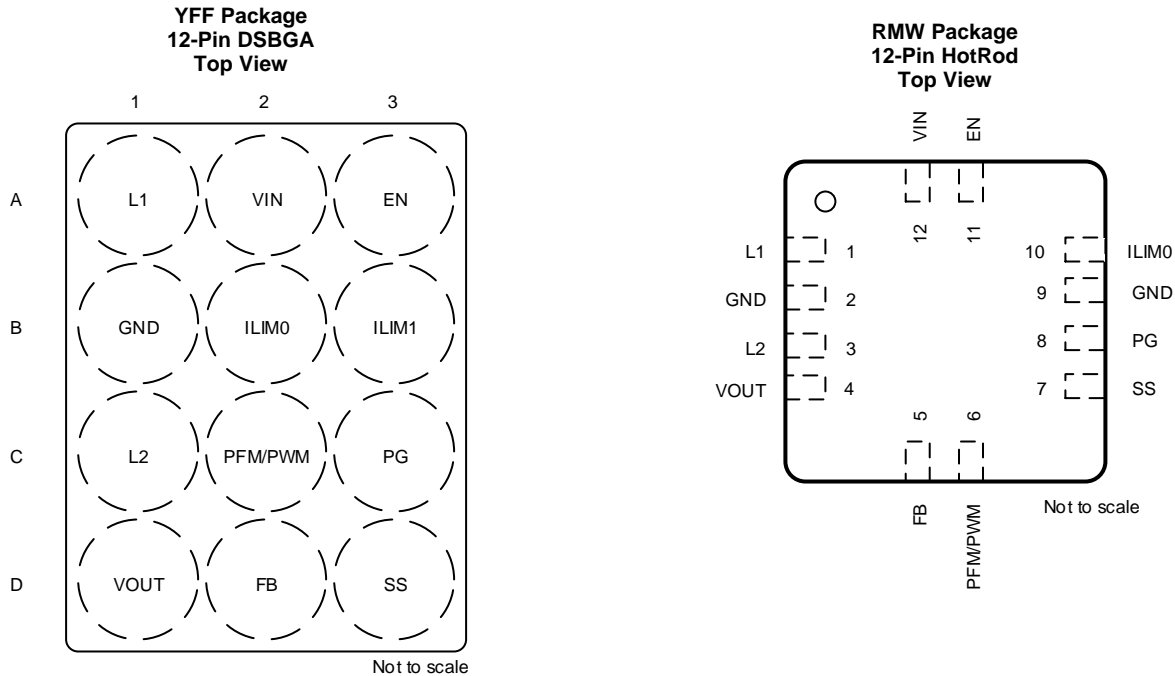 YFF Package
12-Pin DSBGA
Top View
1 2 3
A L1 VIN EN
B GND ILIM0 ILIM1
C L2 PFM/PWM PG
D VOUT FB SS
Not to scale
RMW Package
12-Pin HotRod
Top View
VIN EN
12 11
L1 1 10 ILIM0
GND 2 9 GND
L2 3 8 PG
VOUT 4 7 SS
5 6
FB PFM/PWM
Not to scale